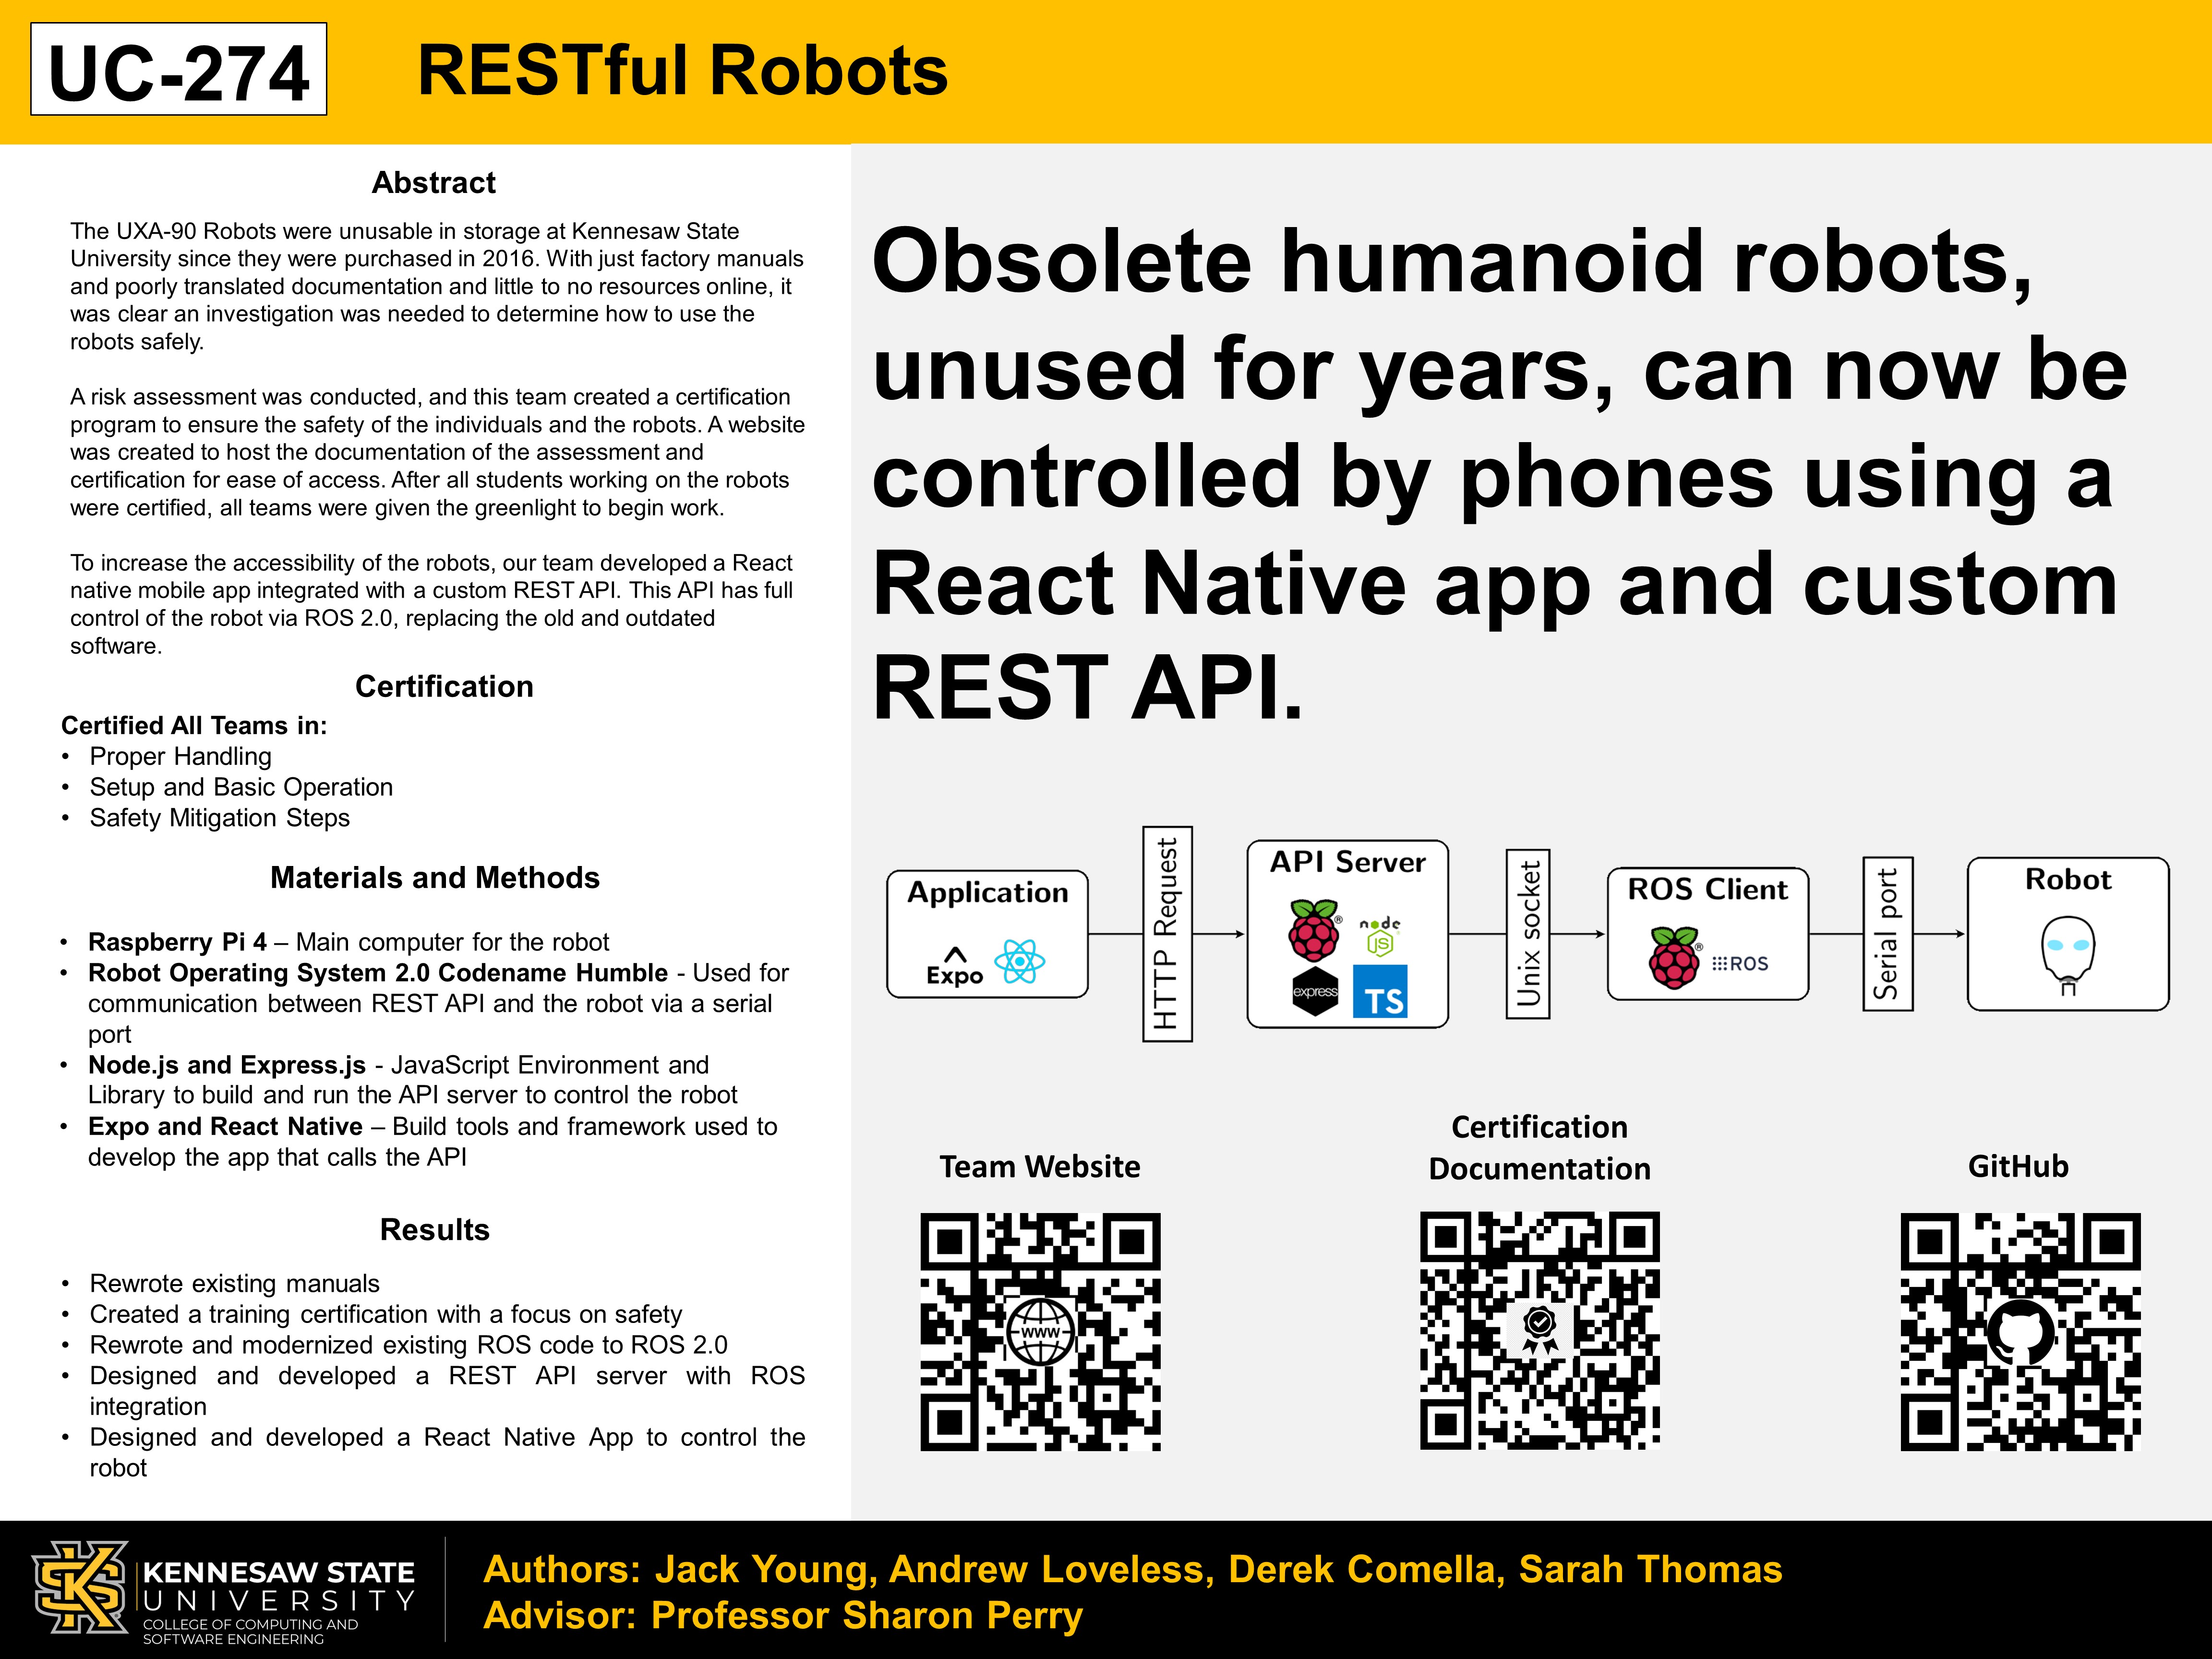 UC-274
RESTful Robots
Abstract
The UXA-90 Robots were unusable in storage at Kennesaw State
University since they were purchased in 2016. With just factory manuals
and poorly translated documentation and little to no resources online, it
was clear an investigation was needed to determine how to use the
robots safely.
A risk assessment was conducted, and this team created a certification
program to ensure the safety of the individuals and the robots. A website
was created to host the documentation of the assessment and
certification for ease of access. After all students working on the robots
were certified, all teams were given the greenlight to begin work.
To increase the accessibility of the robots, our team developed a React
native mobile app integrated with a custom REST API. This API has full
control of the robot via ROS 2.0, replacing the old and outdated
software.
Certification
Certified All Teams in:
• Proper Handling
• Setup and Basic Operation
• Safety Mitigation Steps
Materials and Methods
• Raspberry Pi 4 – Main computer for the robot
• Robot Operating System 2.0 Codename Humble - Used for
communication between REST API and the robot via a serial
port
• Node.js and Express.js - JavaScript Environment and
Library to build and run the API server to control the robot
• Expo and React Native – Build tools and framework used to
develop the app that calls the API
Results
• Rewrote existing manuals
• Created a training certification with a focus on safety
• Rewrote and modernized existing ROS code to ROS 2.0
• Designed and developed a REST API server with ROS
integration
• Designed and developed a React Native App to control the
robot
Obsolete humanoid robots,
unused for years, can now be
controlled by phones using a
React Native app and custom
REST API.
Application
Expo
HTTP Request
API Server
node
JS
express
TS
Unix socket
ROS Client
ROS
Serial port
Robot
Team Website
WWW
Certification
Documentation
GitHub
KS
KENNESAW STATE
UNIVERSITY
COLLEGE OF COMPUTING AND
SOFTWARE ENGINEERING
Authors: Jack Young, Andrew Loveless, Derek Comella, Sarah Thomas
Advisor: Professor Sharon Perry